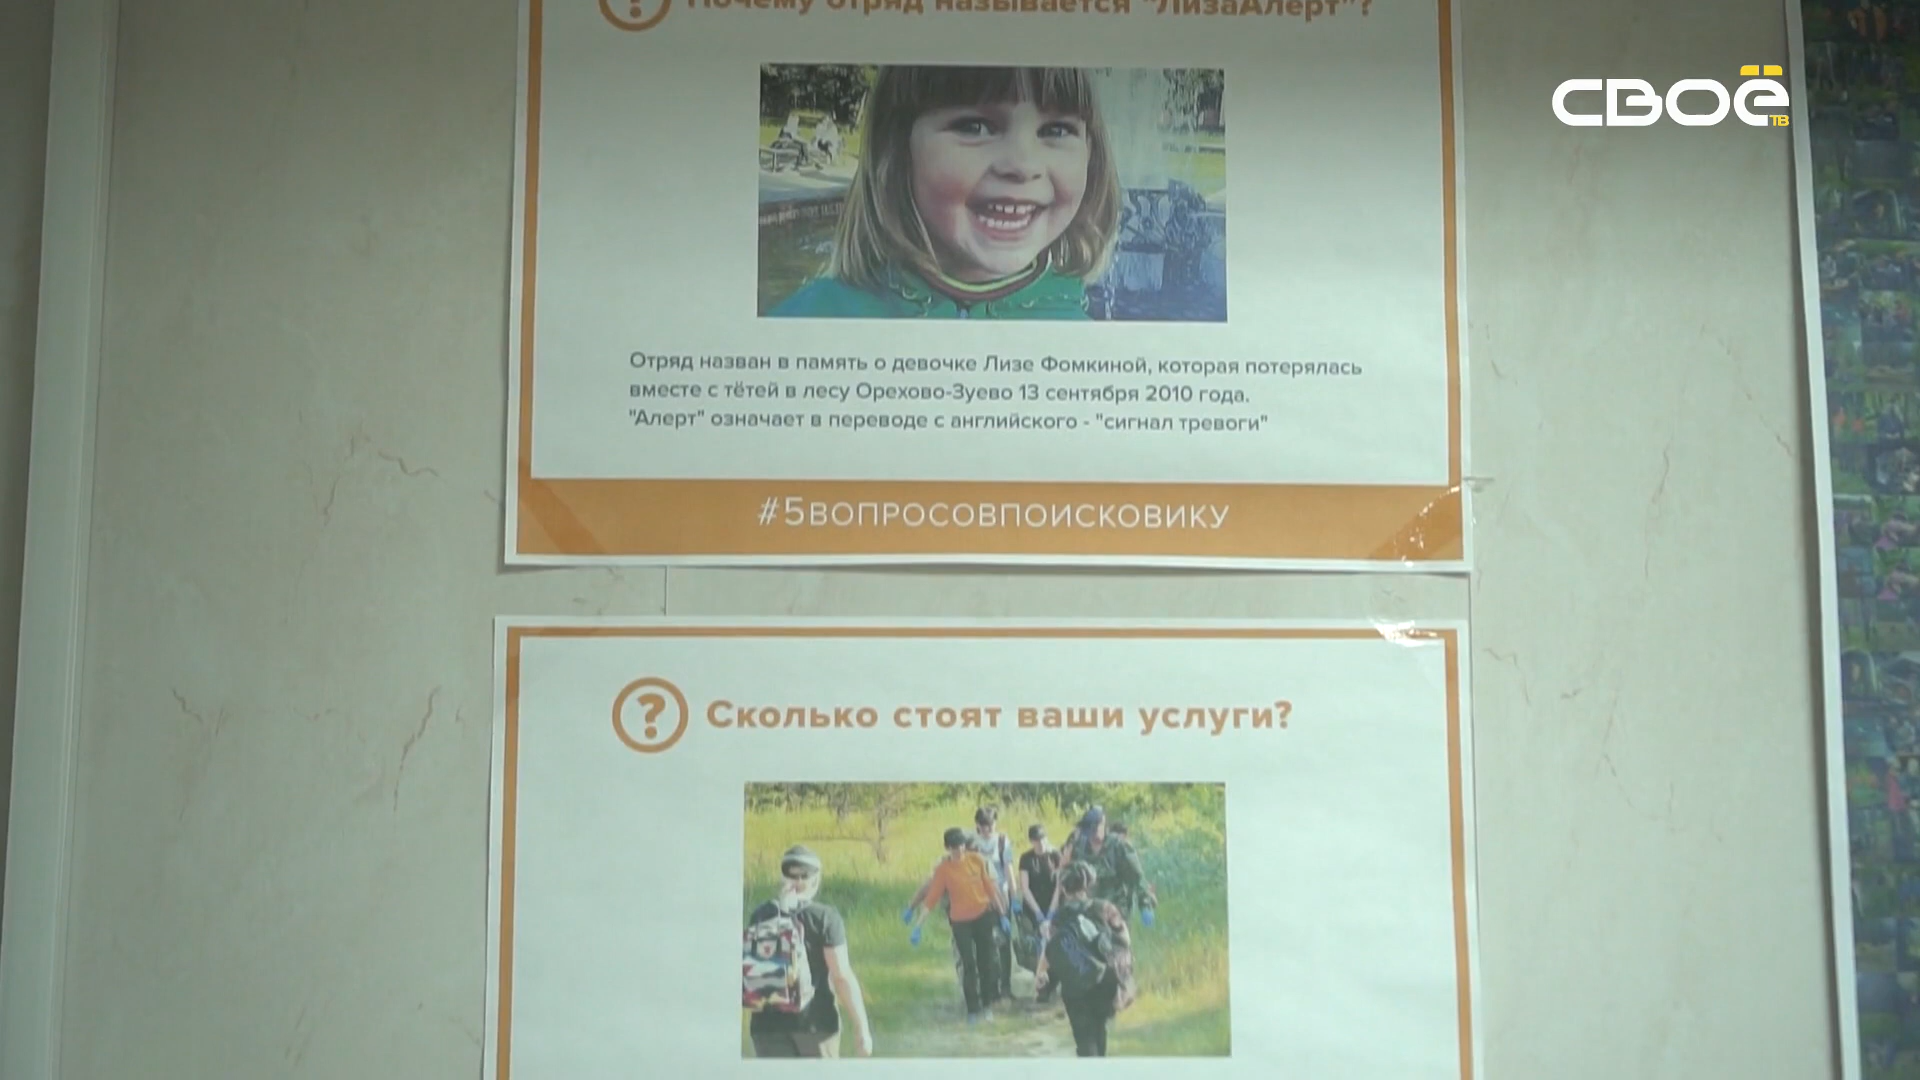 Почему отряд называется "ЛизаАлерт"?
СВОЁ
ТВ
Отряд назван в память о девочке Лизе Фомкиной, которая потерялась
вместе с тётей в лесу Орехово-Зуево 13 сентября 2010 года.
"Алерт" означает в переводе с английского - "сигнал тревоги"
#5ВОПРОСОВПОИСКОВИКУ
? Сколько стоят ваши услуги?